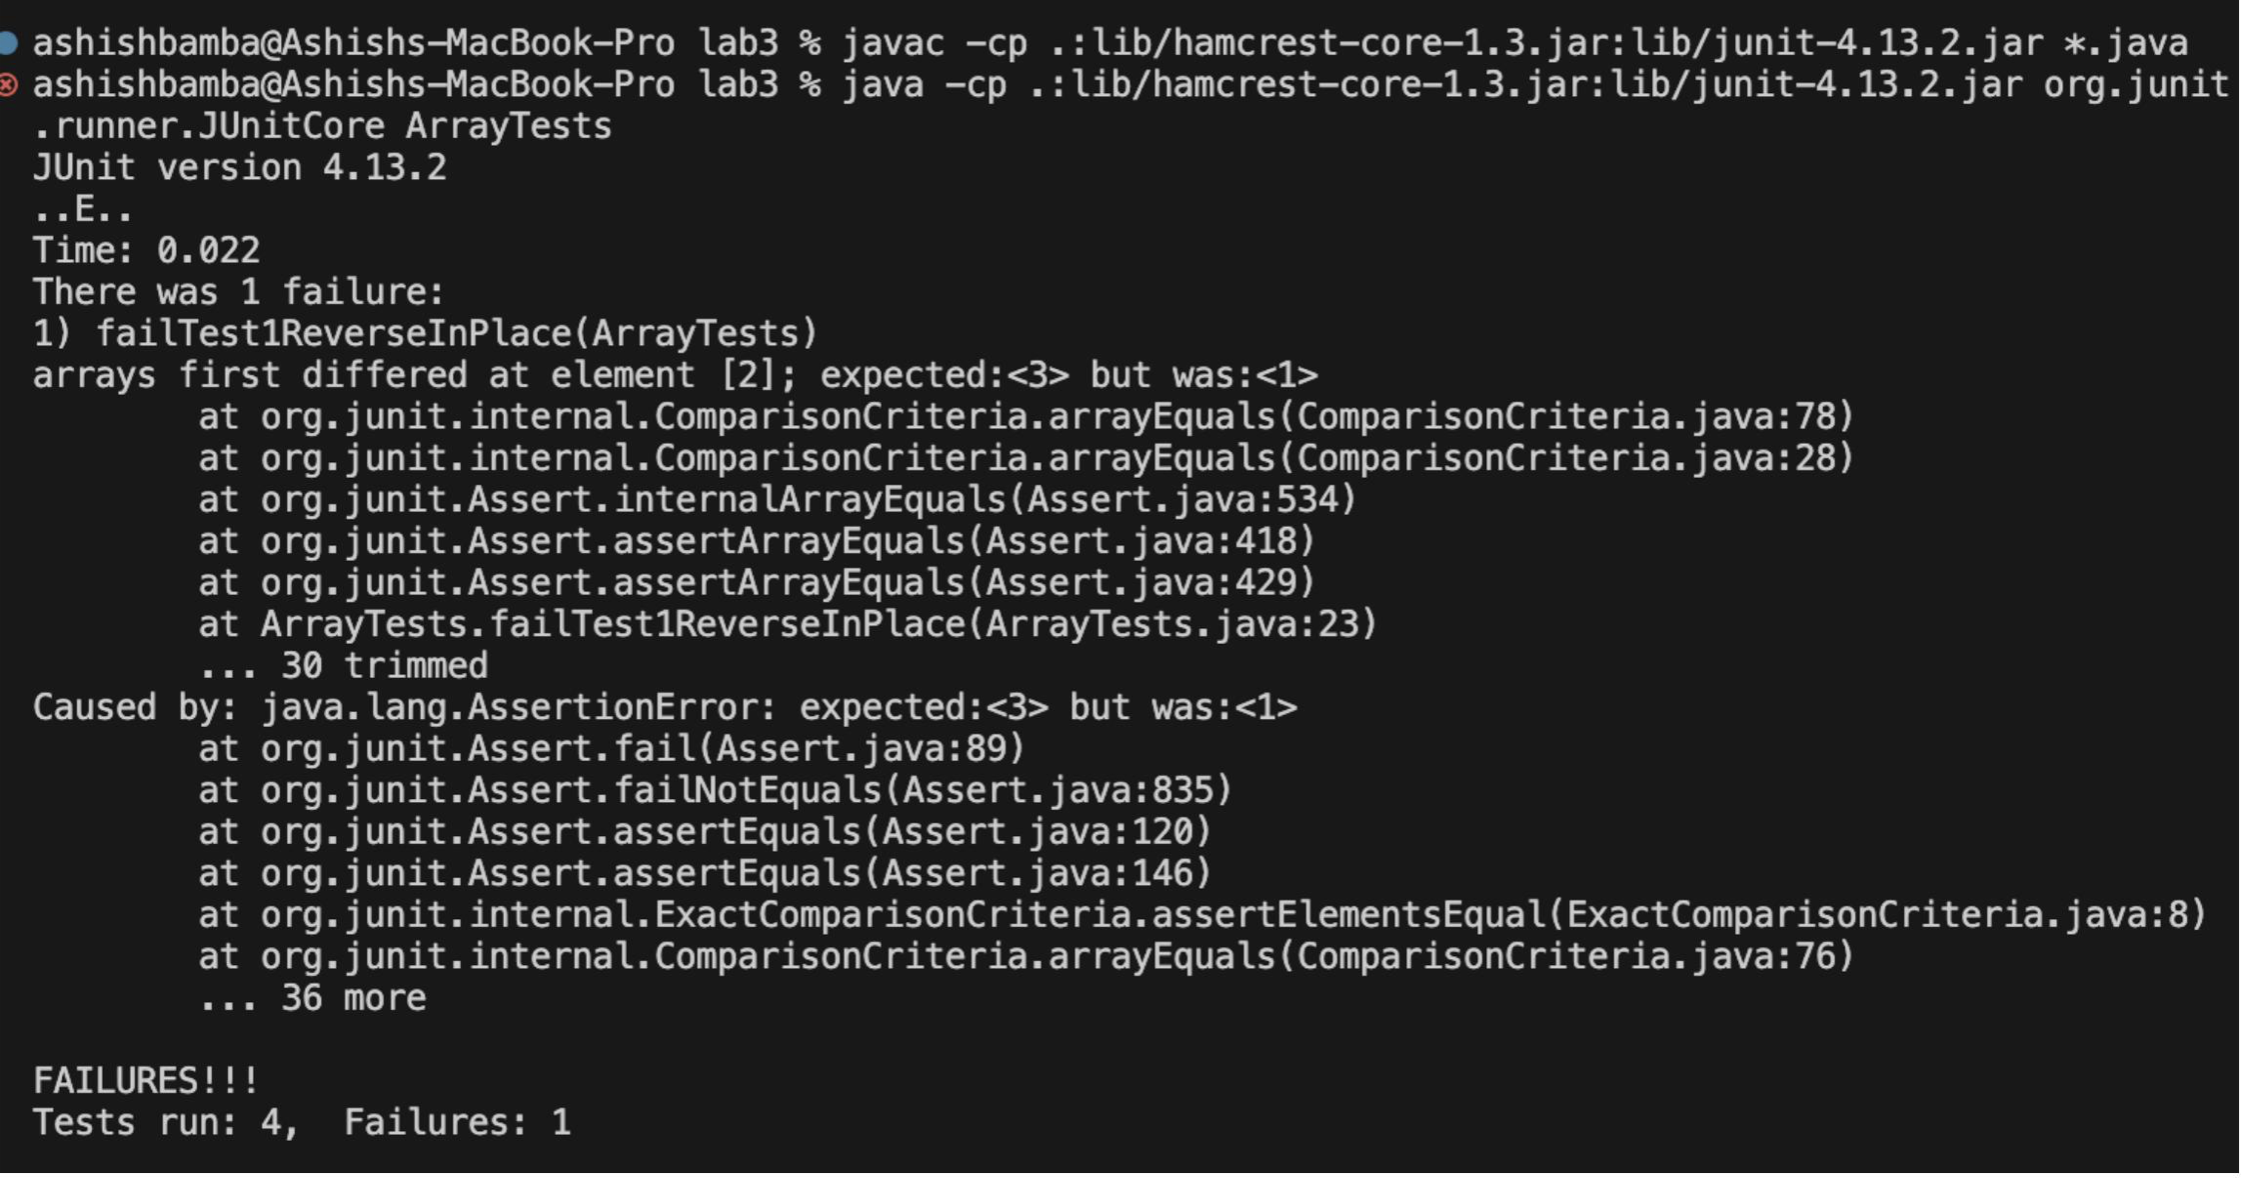 ashishbamba@Ashishs-MacBook-Pro lab3 % javac -cp .:lib/hamcrest-core-1.3.jar:lib/junit-4.13.2.jar *.java
ashishbamba@Ashishs-MacBook-Pro lab3 % java -cp .:lib/hamcrest-core-1.3.jar:lib/junit-4.13.2.jar org.junit
.runner.JUnitCore ArrayTests
JUnit version 4.13.2
..E..
Time: 0.022
There was 1 failure:
1) failTest1ReverseInPlace(ArrayTests)
arrays first differed at element [2]; expected:<3> but was:<1>
        at org.junit.internal.ComparisonCriteria.arrayEquals(ComparisonCriteria.java:78)
        at org.junit.internal.ComparisonCriteria.arrayEquals(ComparisonCriteria.java:28)
        at org.junit.Assert.internalArrayEquals(Assert.java:534)
        at org.junit.Assert.assertArrayEquals(Assert.java:418)
        at org.junit.Assert.assertArrayEquals(Assert.java:429)
        at ArrayTests.failTest1ReverseInPlace(ArrayTests.java:23)
        ... 30 trimmed
Caused by: java.lang.AssertionError: expected:<3> but was:<1>
        at org.junit.Assert.fail(Assert.java:89)
        at org.junit.Assert.failNotEquals(Assert.java:835)
        at org.junit.Assert.assertEquals(Assert.java:120)
        at org.junit.Assert.assertEquals(Assert.java:146)
        at org.junit.internal.ExactComparisonCriteria.assertElementsEqual(ExactComparisonCriteria.java:8)
        at org.junit.internal.ComparisonCriteria.arrayEquals(ComparisonCriteria.java:76)
        ... 36 more

FAILURES!!!
Tests run: 4,  Failures: 1